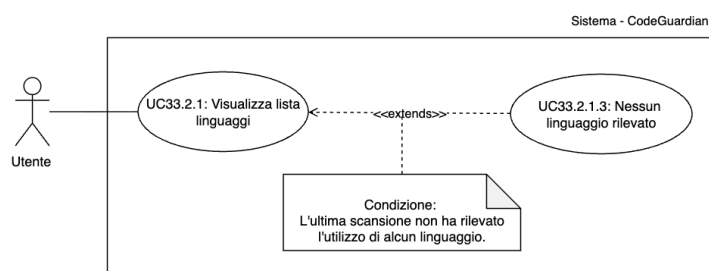 Sistema - CodeGuardian
UC33.2.1: Visualizza lista
linguaggi
<<extends>>
UC33.2.1.3: Nessun
linguaggio rilevato
Utente
Condizione:
L'ultima scansione non ha rilevato
l'utilizzo di alcun linguaggio.